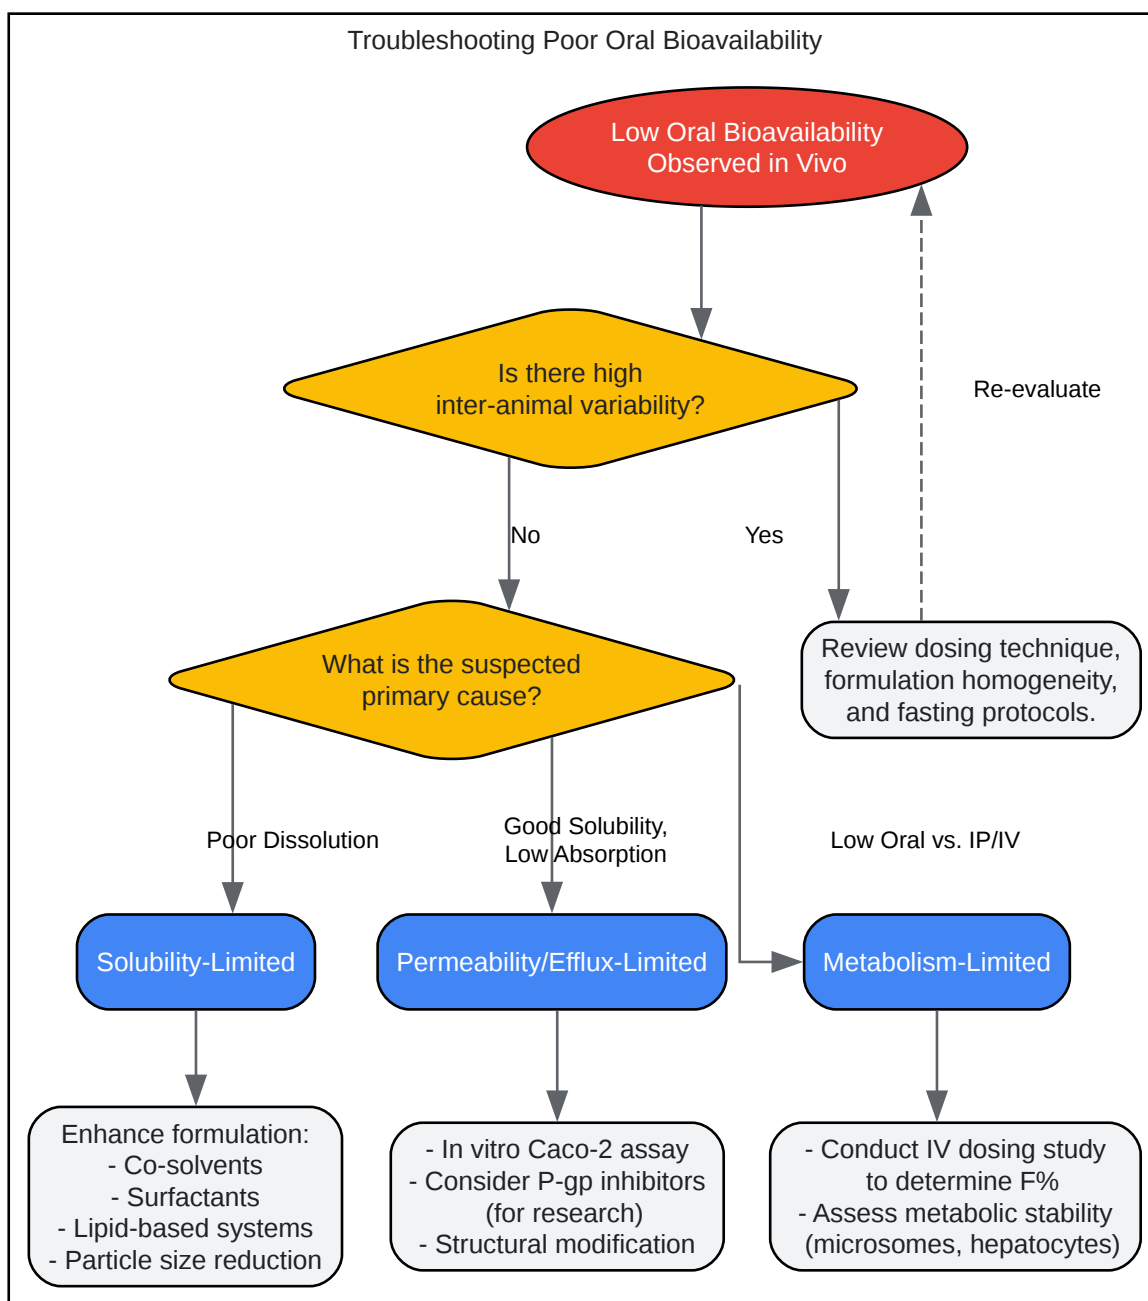 Troubleshooting Poor Oral Bioavailability
Low Oral Bioavailability
Observed in Vivo
Is there high
inter-animal variability?
Re-evaluate
No
Yes
What is the suspected
primary cause?
Review dosing technique,
formulation homogeneity,
and fasting protocols.
Poor Dissolution
Good Solubility,
Low Absorption
Low Oral vs. IP/IV
Solubility-Limited
Permeability/Efflux-Limited
Metabolism-Limited
Enhance formulation:
- Co-solvents
- Surfactants
- Lipid-based systems
- Particle size reduction
- In vitro Caco-2 assay
- Consider P-gp inhibitors
(for research)
- Structural modification
- Conduct IV dosing study
to determine F%
- Assess metabolic stability
(microsomes, hepatocytes)